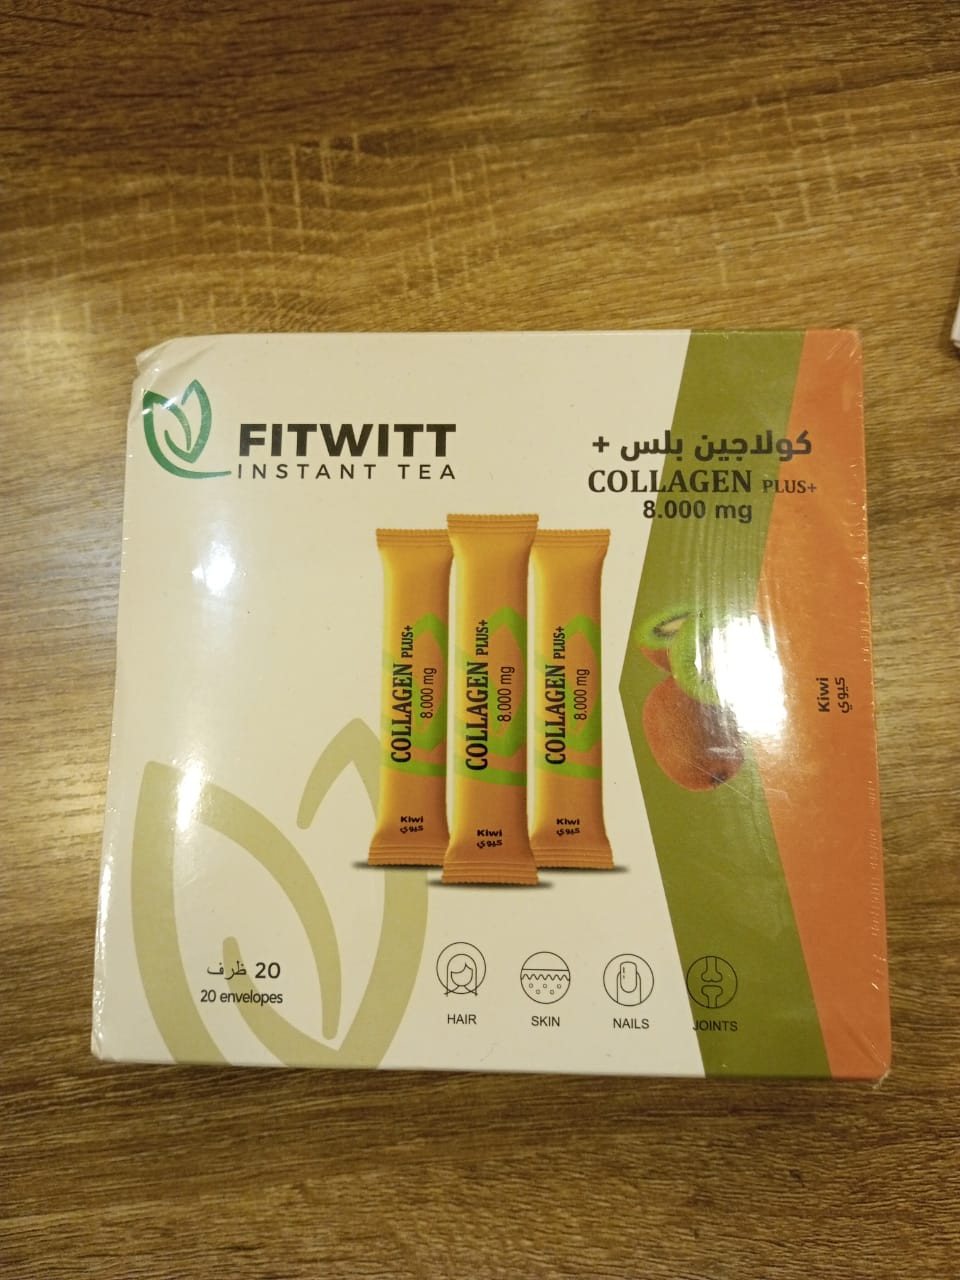 FITWITT
INSTANT TEA
كولاجين بلس +
COLLAGEN PLUS+
8.000 mg
COLLAGEN PLUS+
8.000 mg
Kiwi
كيوي
COLLAGEN PLUS+
8.000 mg
Kiwi
كيوي
COLLAGEN PLUS+
8.000 mg
Kiwi
كيوي
Kiwi
كيوي
20 ظرف
20 envelopes
HAIR
SKIN
NAILS
JOINTS